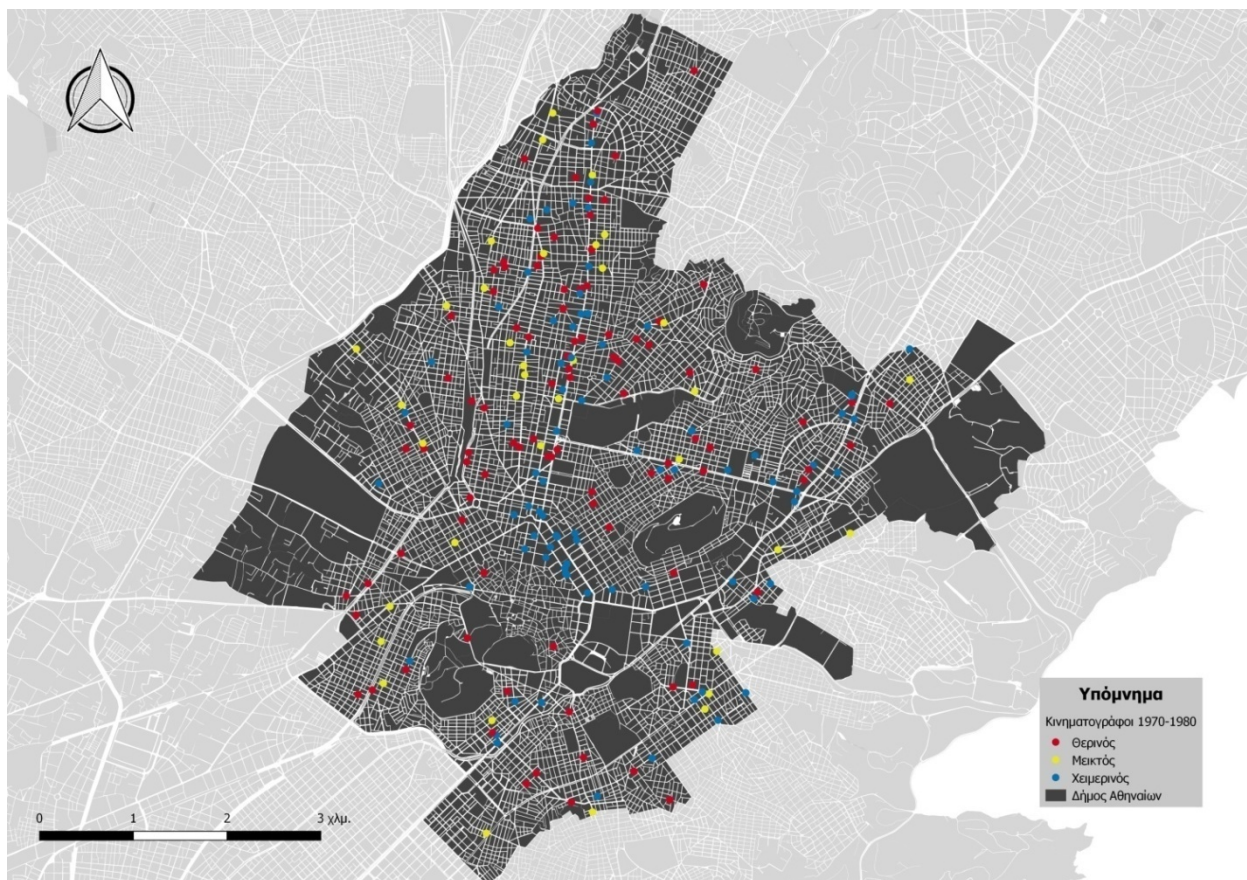 Υπόμνημα
Κινηματογράφοι 1970-1980
Θερινός
Μεικτός
Χειμερινός
Δήμος Αθηναίων
0 1 2 3 χλμ.